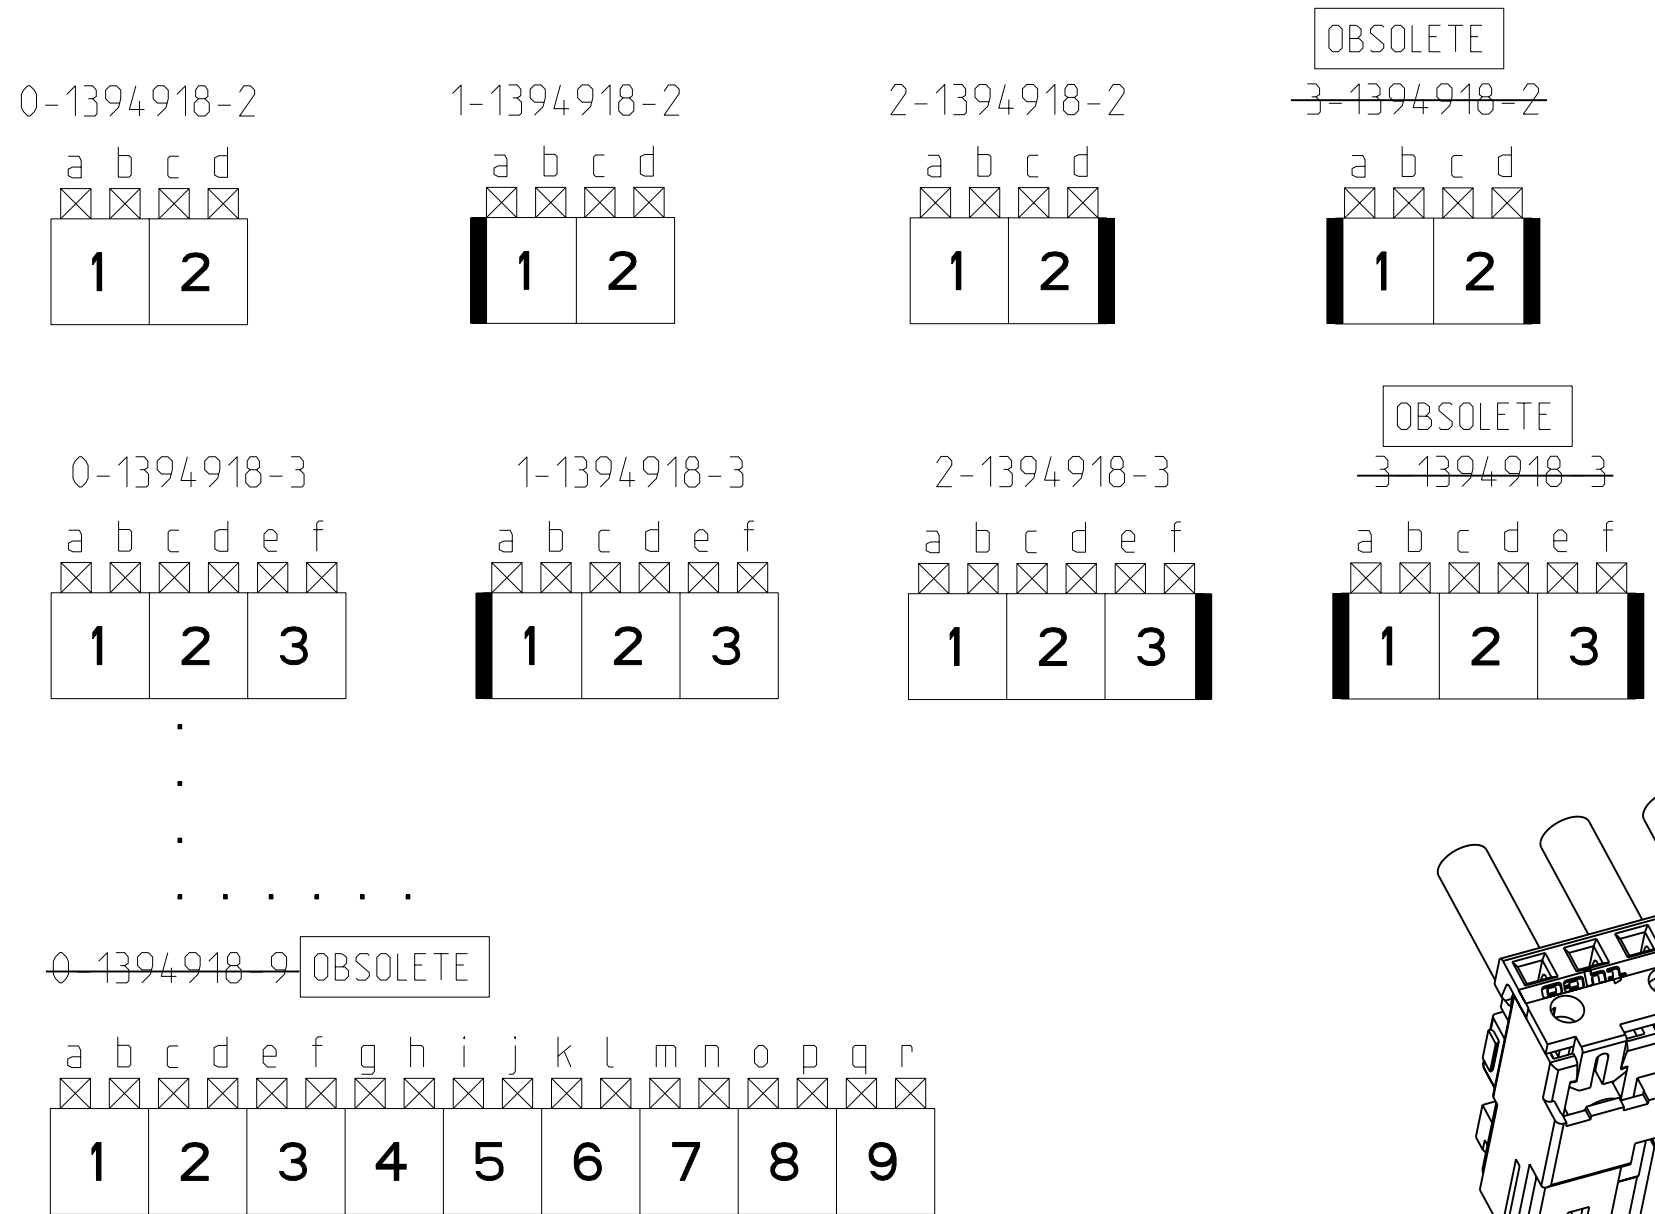 OBSOLETE
0-1394918-2 1-1394918-2 2-1394918-2 3-1394918-2
a b c d a b c d a b c d a b c d
1 2 1 2 1 2 1 2
OBSOLETE
0-1394918-3 1-1394918-3 2-1394918-3 3-1394918-3
a b c d e f a b c d e f a b c d e f a b c d e f
1 2 3 1 2 3 1 2 3 1 2 3
0-1394918-9 OBSOLETE
a b c d e f g h i j k l m n o p q r
1 2 3 4 5 6 7 8 9